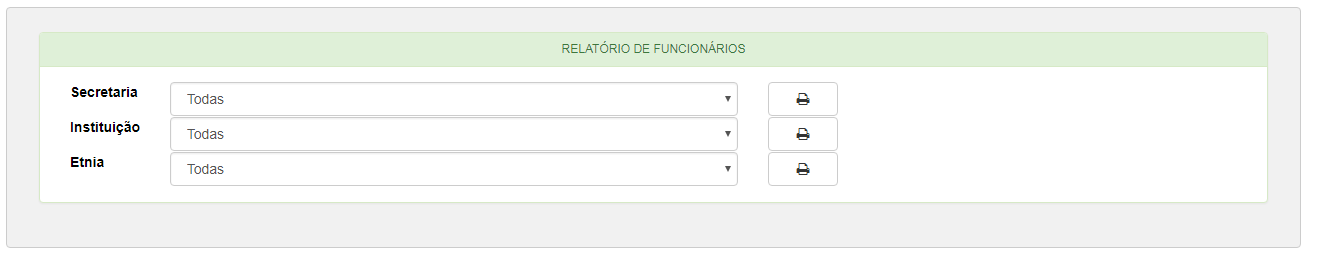 RELATÓRIO DE FUNCIONÁRIOS
Secretaria Todas
Instituição Todas
Etnia Todas